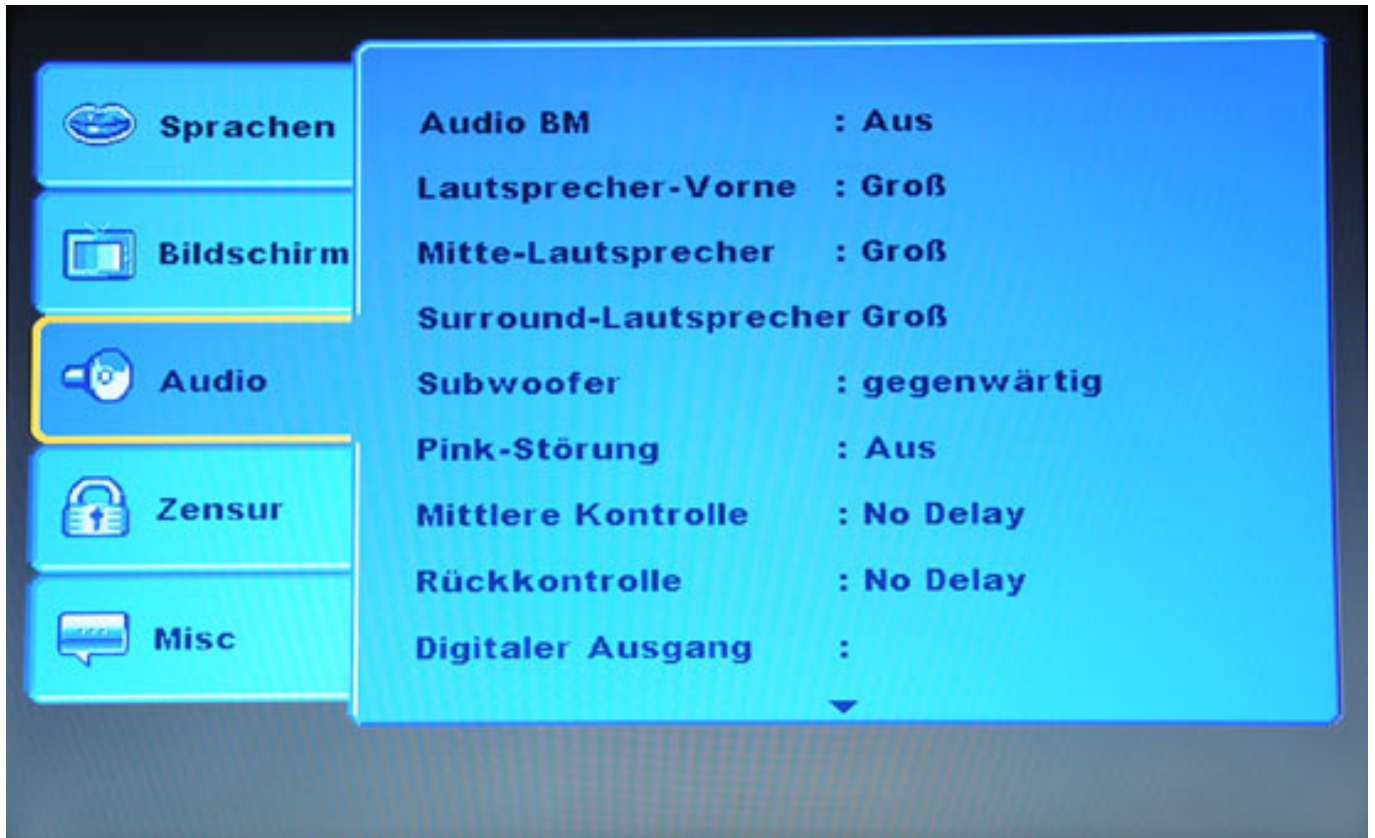 Sprachen
Bildschirm
Audio
Zensur
Misc
Audio BM : Aus
Lautsprecher-Vorne : Groß
Mitte-Lautsprecher : Groß
Surround-Lautsprecher Groß
Subwoofer : gegenwärtig
Pink-Störung : Aus
Mittlere Kontrolle : No Delay
Rückkontrolle : No Delay
Digitaler Ausgang :